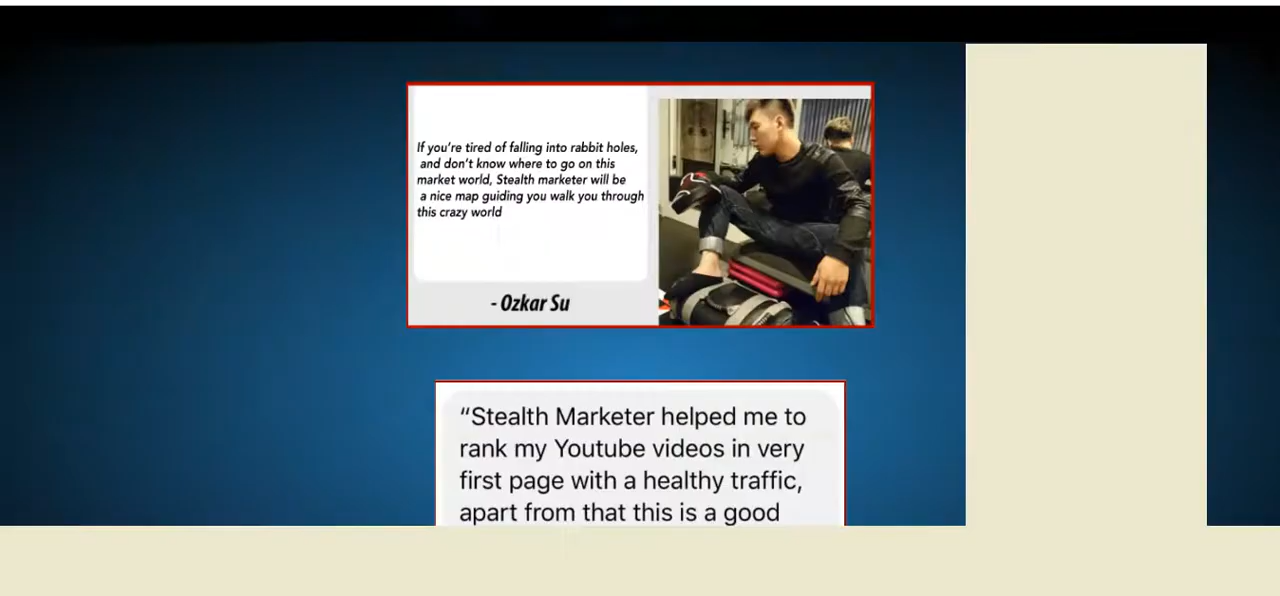 If you're tired of falling into rabbit holes,
and don't know where to go on this
market world, Stealth marketer will be
a nice map guiding you walk you through
this crazy world
- Ozkar Su
“Stealth Marketer helped me to
rank my Youtube videos in very
first page with a healthy traffic,
apart from that this is a good